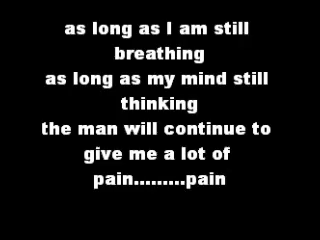 as long as I am still
breathing
as long as my mind still
thinking
the man will continue to
give me a lot of
pain.........pain